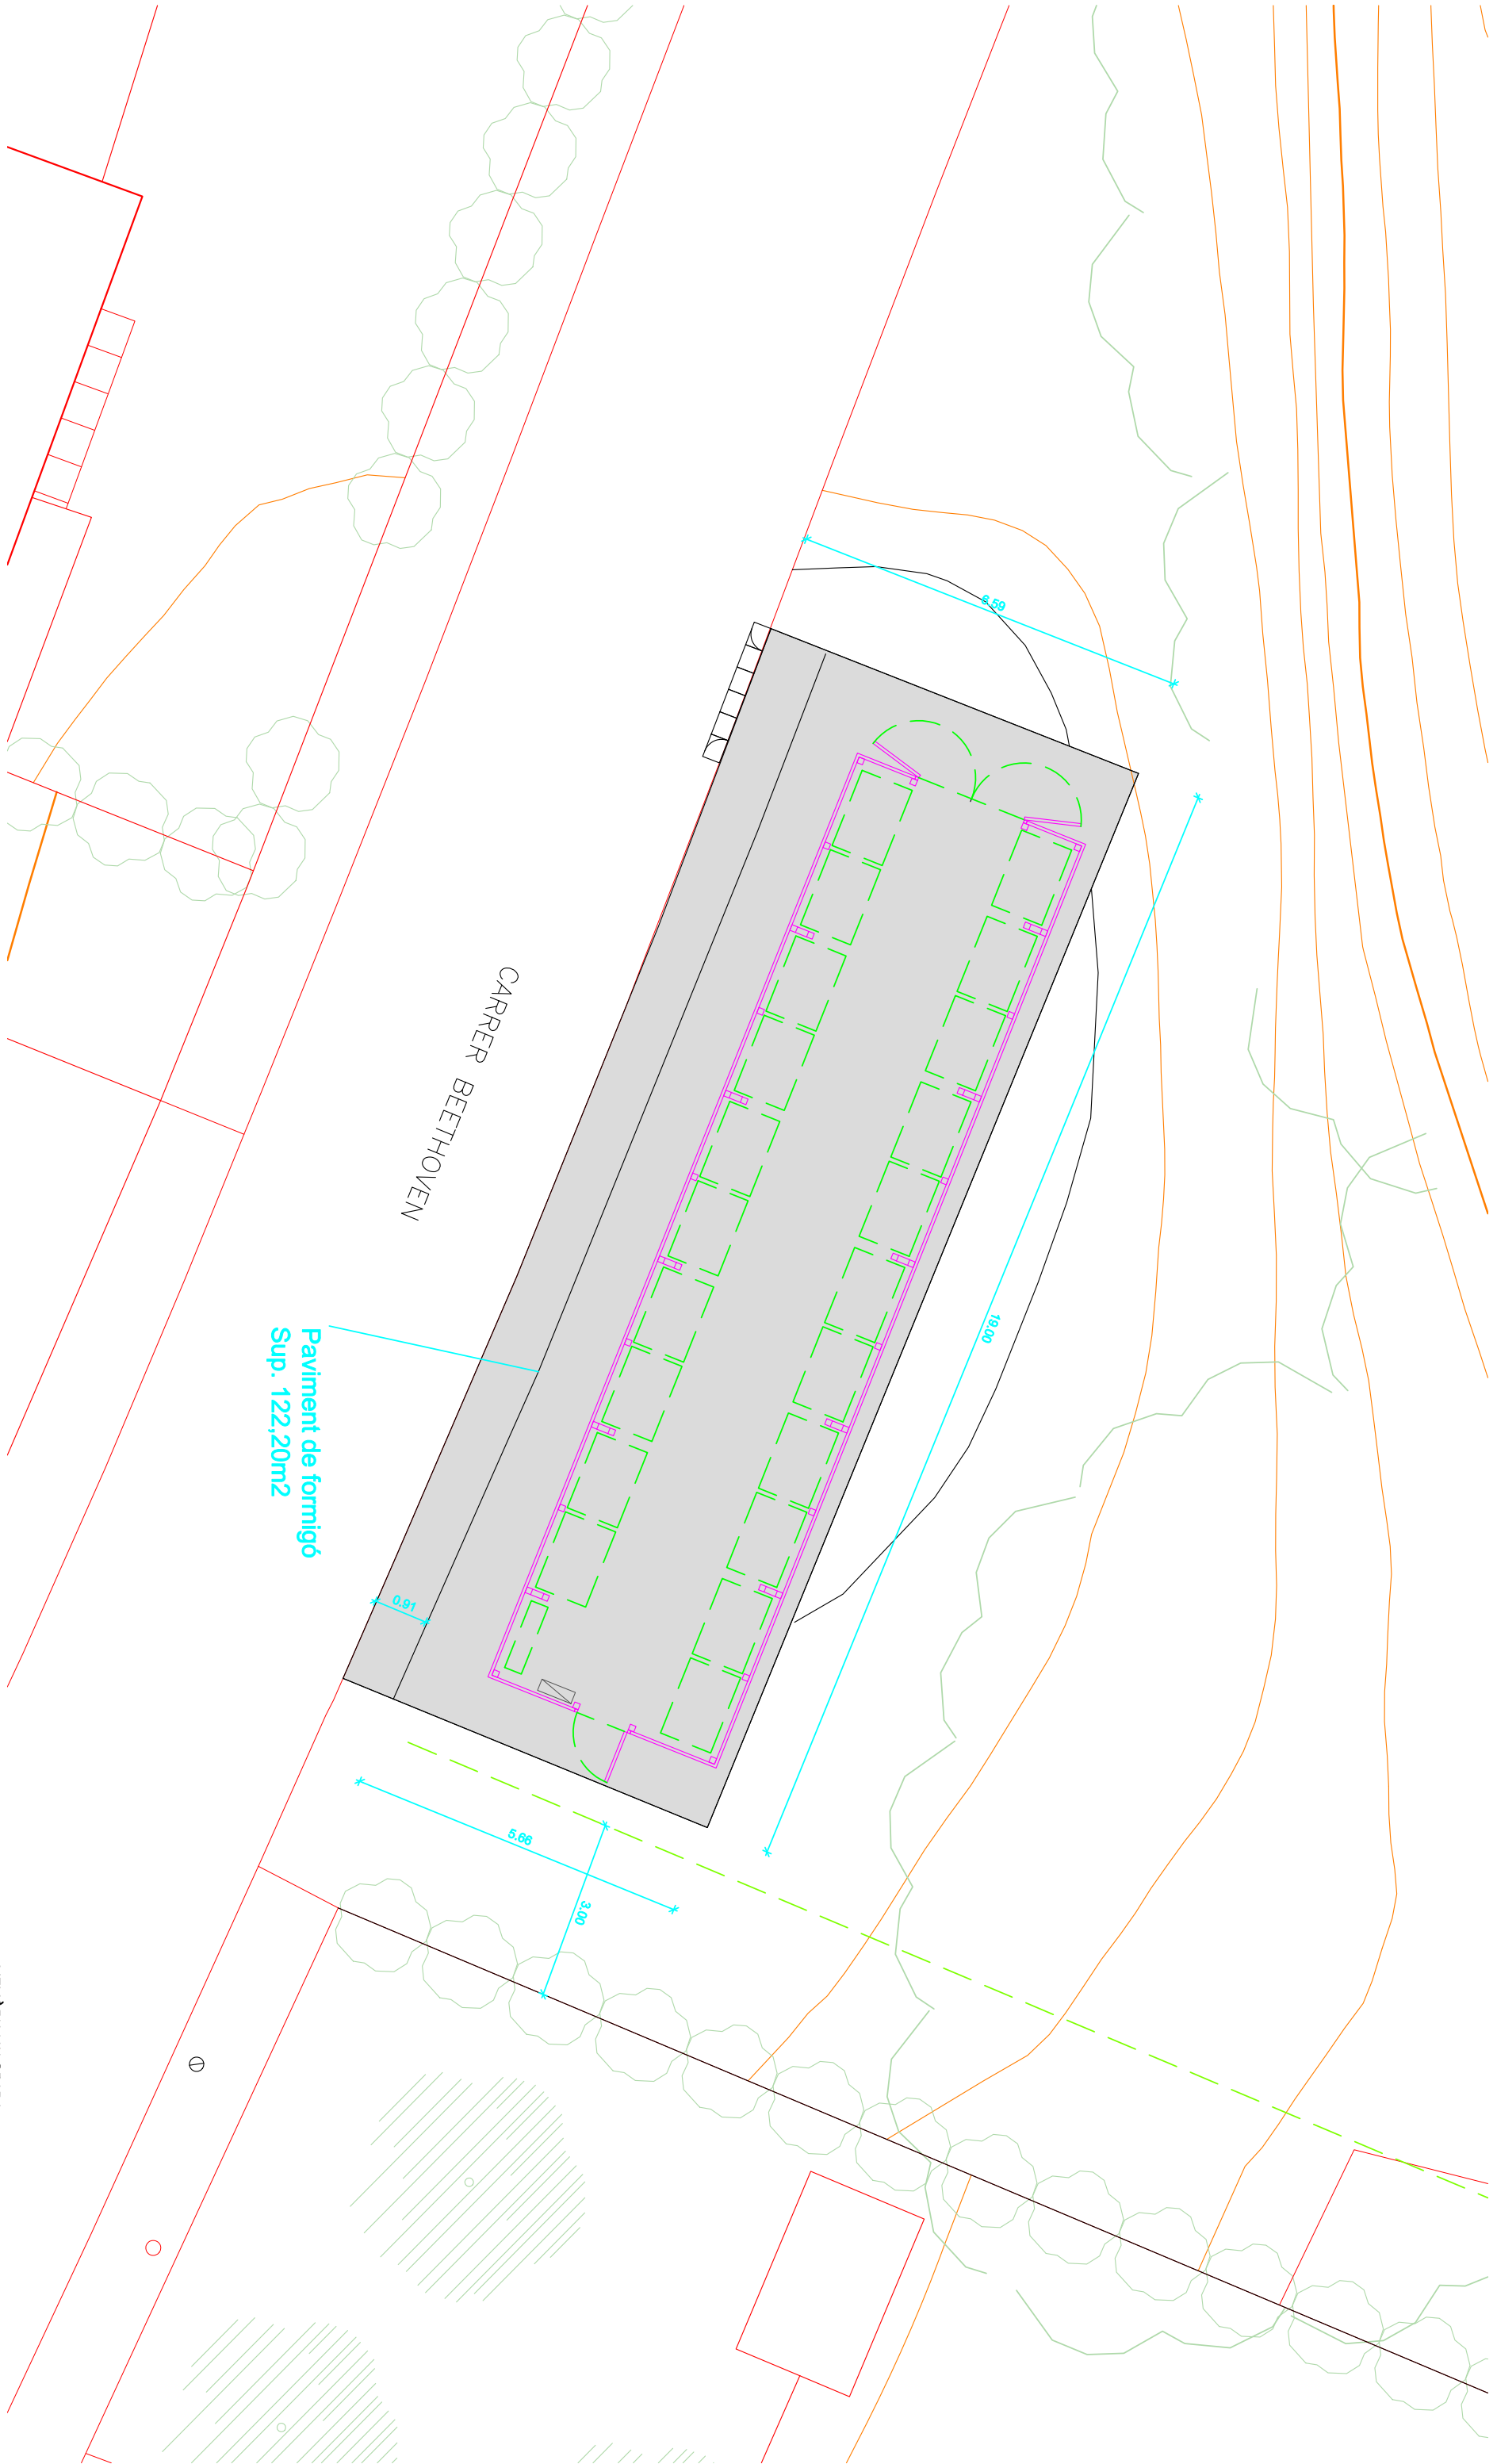 6.59
CARRER BEETHOVEN
19.00
Paviment de formigó
Sup. 122,20m2
0.91
5.66
3.00